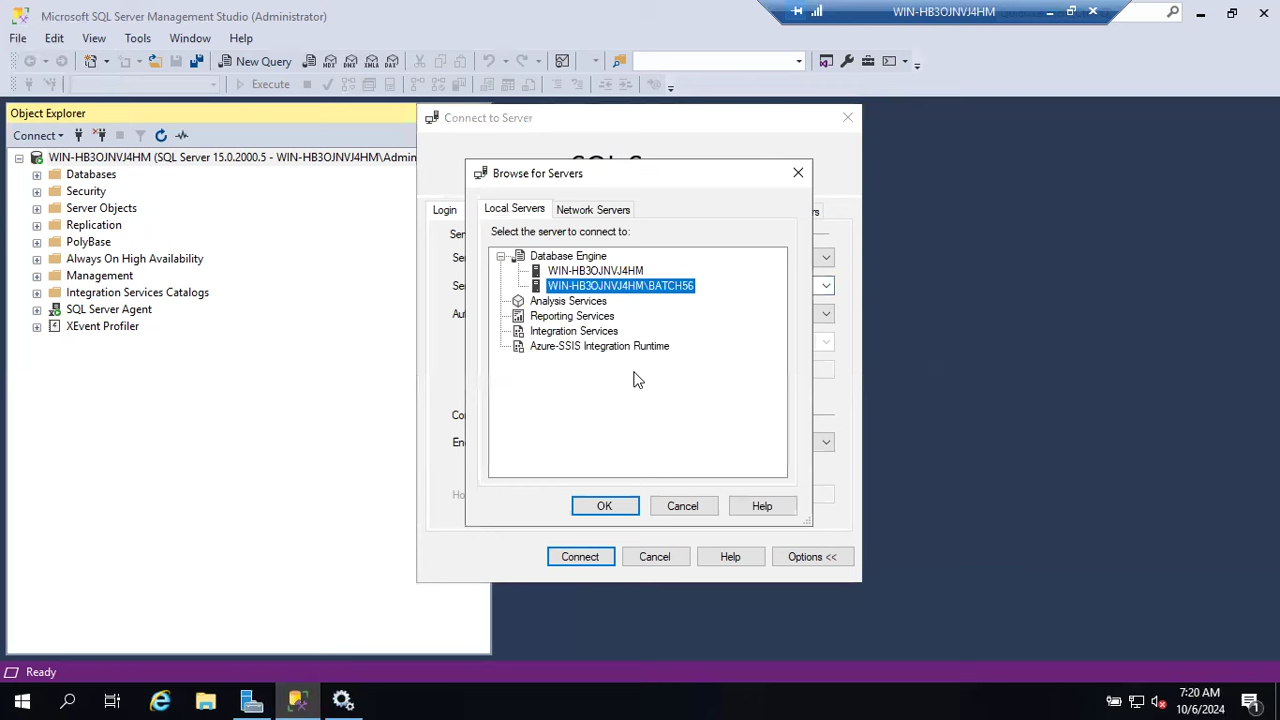 Microsoft SQL Server Management Studio (Administrator)
WIN-HB3OJNVJ4HM
File Edit View Tools Window Help
New Query
Execute
Object Explorer
Connect
WIN-HB3OJNVJ4HM (SQL Server 15.0.2000.5 - WIN-HB3OJNVJ4HM\Admin
Databases
Security
Server Objects
Replication
PolyBase
Always On High Availability
Management
Integration Services Catalogs
SQL Server Agent
XEvent Profiler
Connect to Server
Login
Browse for Servers
Local Servers Network Servers
Select the server to connect to:
Database Engine
WIN-HB3OJNVJ4HM
WIN-HB3OJNVJ4HM\BATCH56
Analysis Services
Reporting Services
Integration Services
Azure-SSIS Integration Runtime
OK Cancel Help
Connect Cancel Help Options <<
Ready
7:20 AM
10/6/2024
1